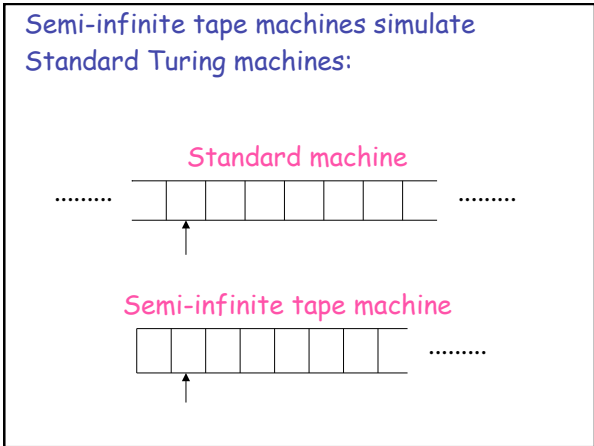 Semi-infinite tape machines simulate
Standard Turing machines:
Standard machine
......... .........
Semi-infinite tape machine
.........